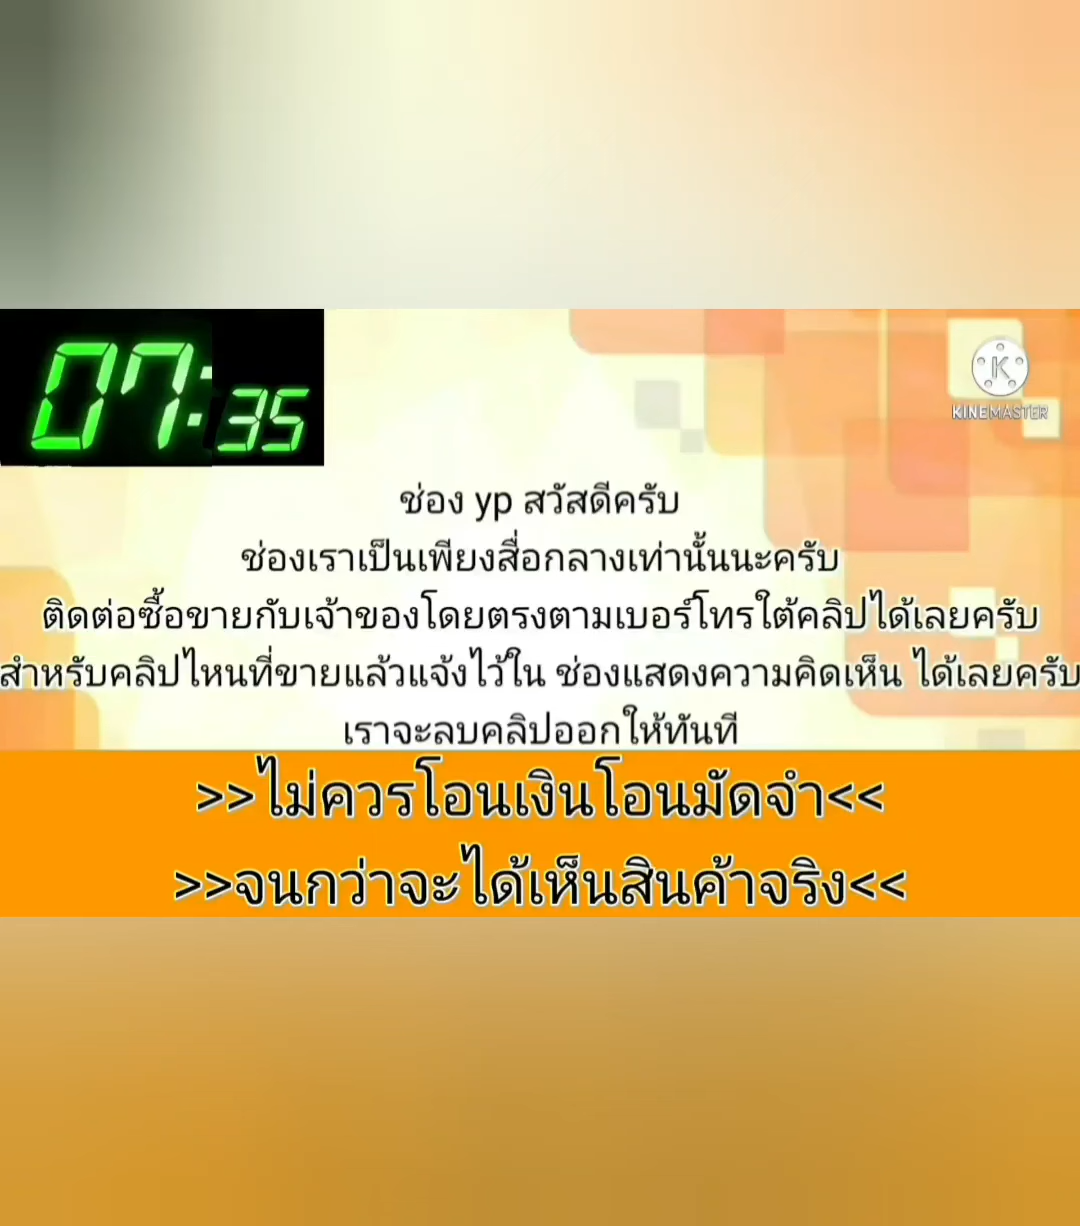 07:35
KINEMASTER
ช่อง yp สวัสดีครับ
ช่องเราเป็นเพียงสื่อกลางเท่านั้นนะครับ
ติดต่อซื้อขายกับเจ้าของโดยตรงตามเบอร์โทรใต้คลิปได้เลยครับ
สำหรับคลิปไหนที่ขายแล้วแจ้งไว้ใน ช่องแสดงความคิดเห็น ได้เลยครับ
เราจะลบคลิปออกให้ทันที
>>ไม่ควรโอนเงินโอนมัดจำ<<
>>จนกว่าจะได้เห็นสินค้าจริง<<